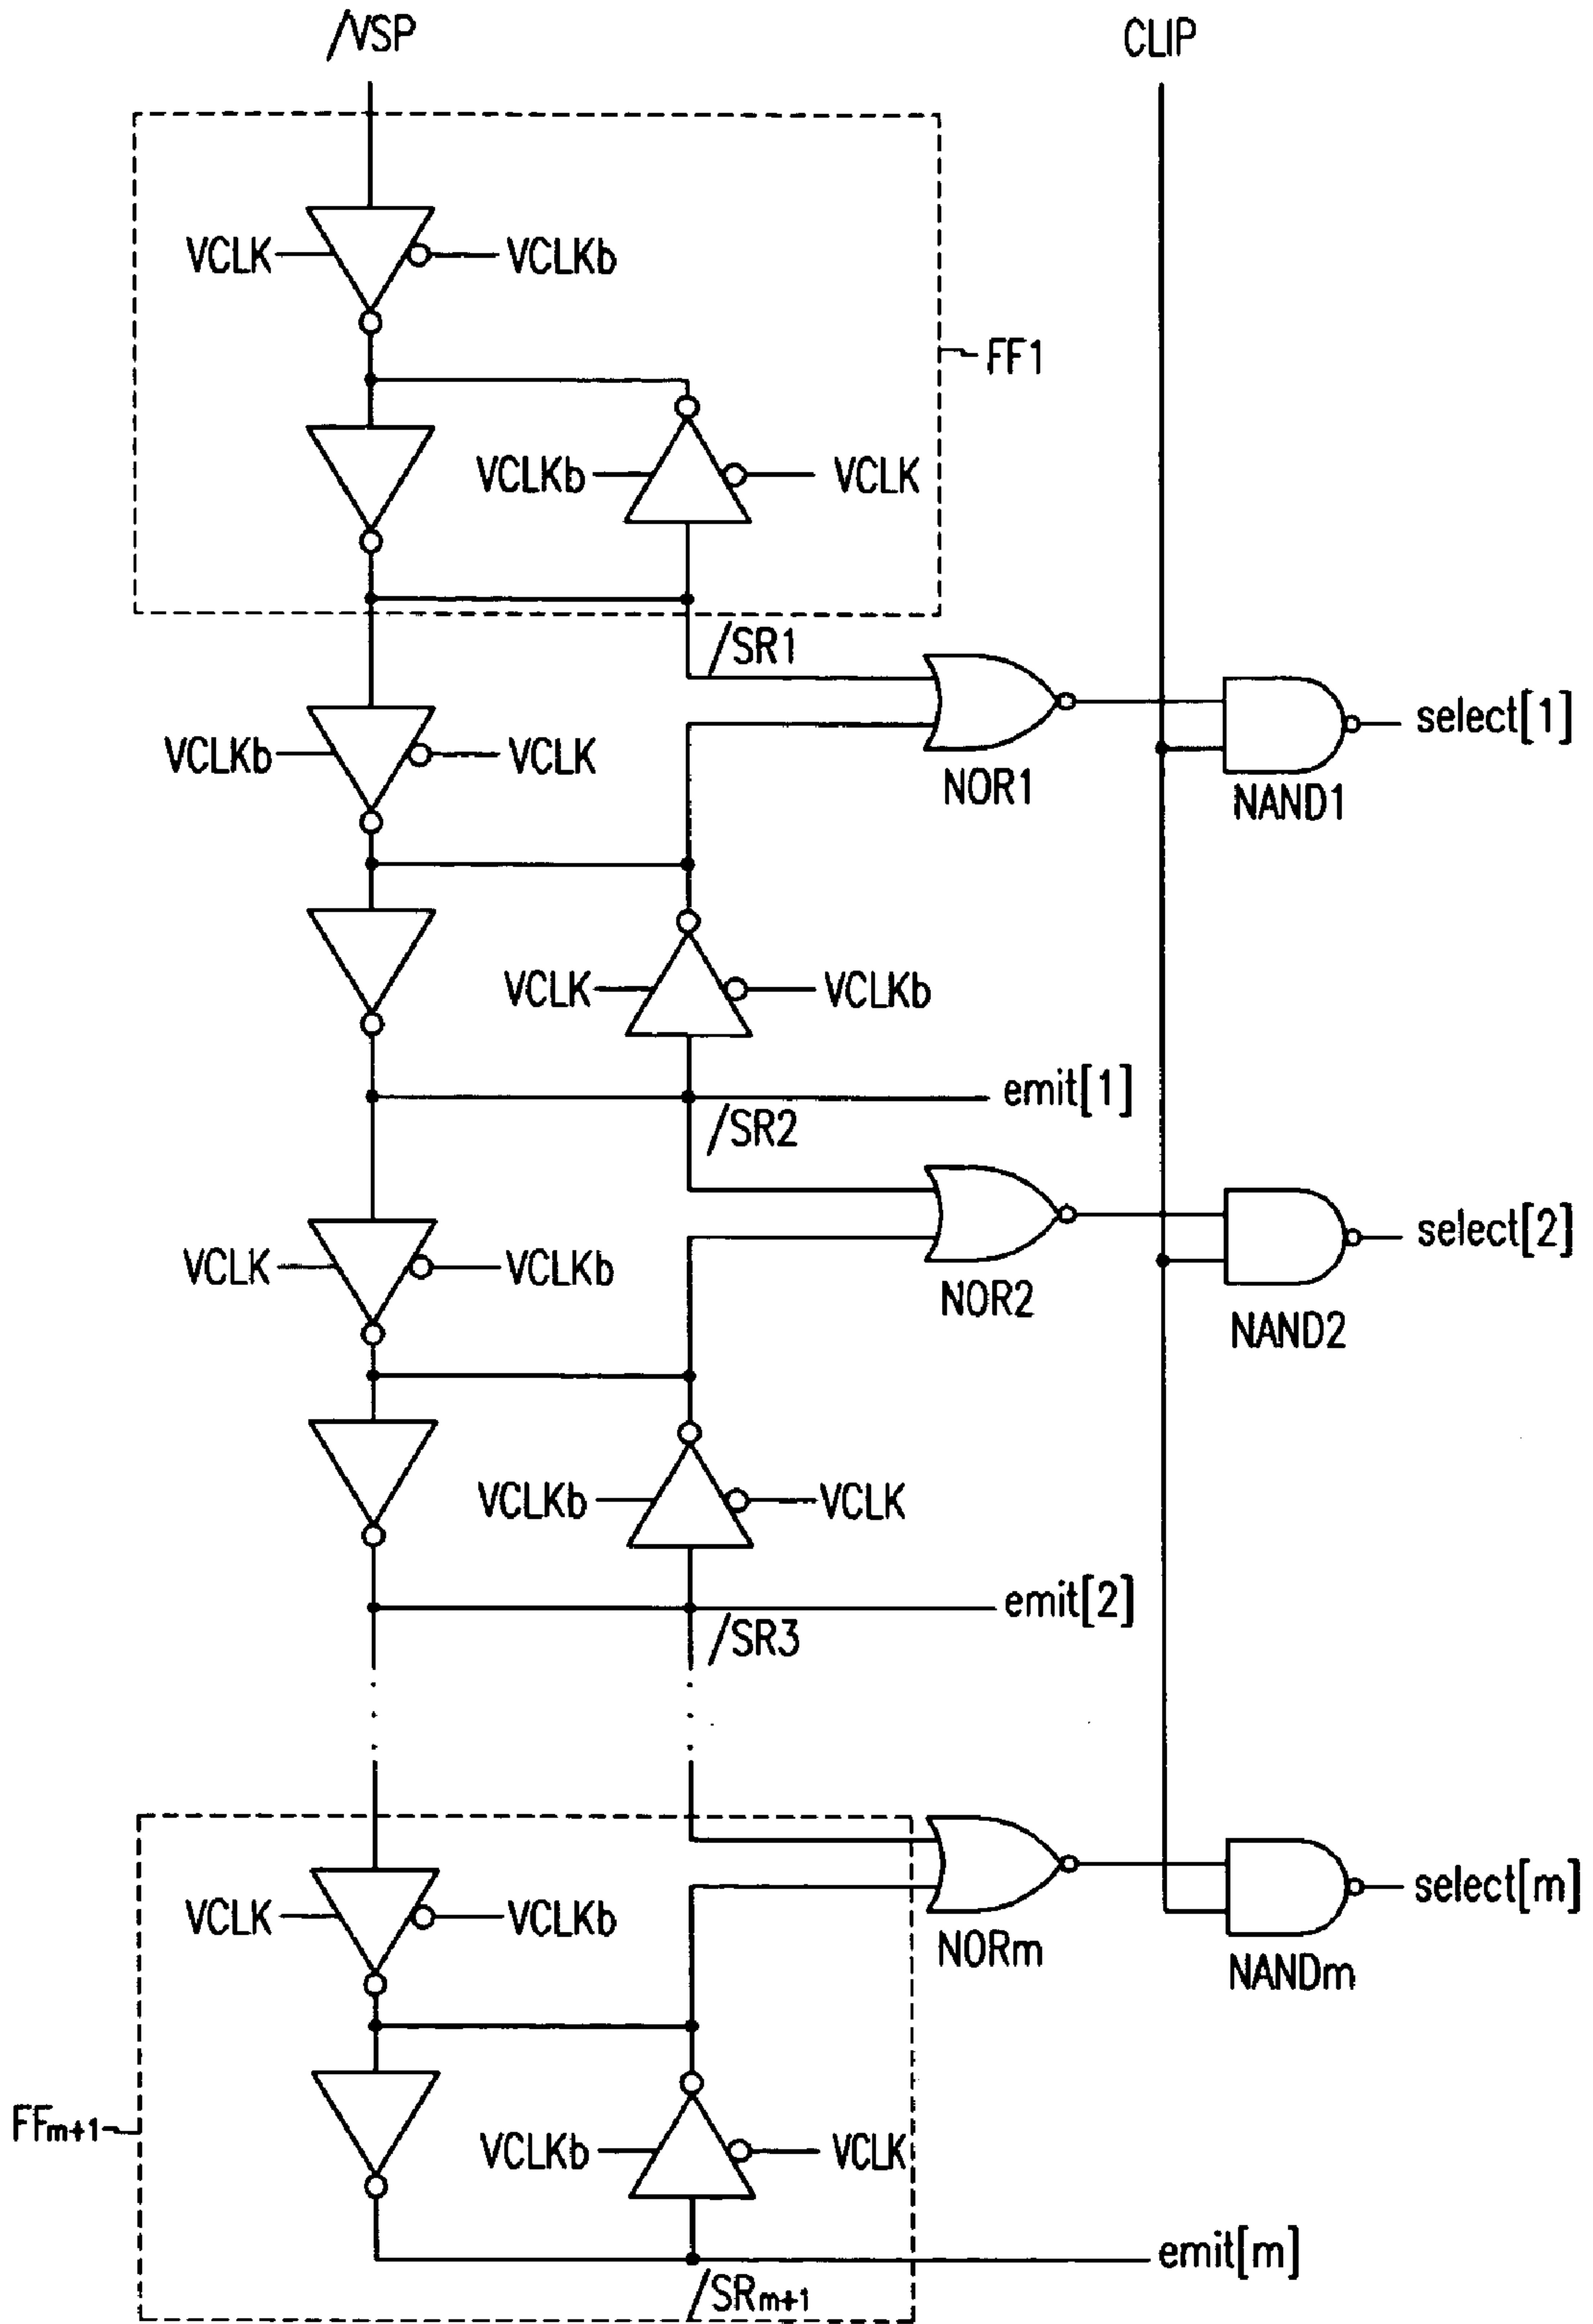 /VSP CLIP
VCLK VCLKb
FF1
VCLKb VCLK
/SR1
select[1]
VCLKb VCLK
NOR1 NAND1
VCLK VCLKb
emit[1]
/SR2
select[2]
VCLK VCLKb
NOR2 NAND2
VCLKb VCLK
emit[2]
/SR3
select[m]
VCLK VCLKb
NORm NANDm
FFm+1
VCLKb VCLK
emit[m]
/SRm+1